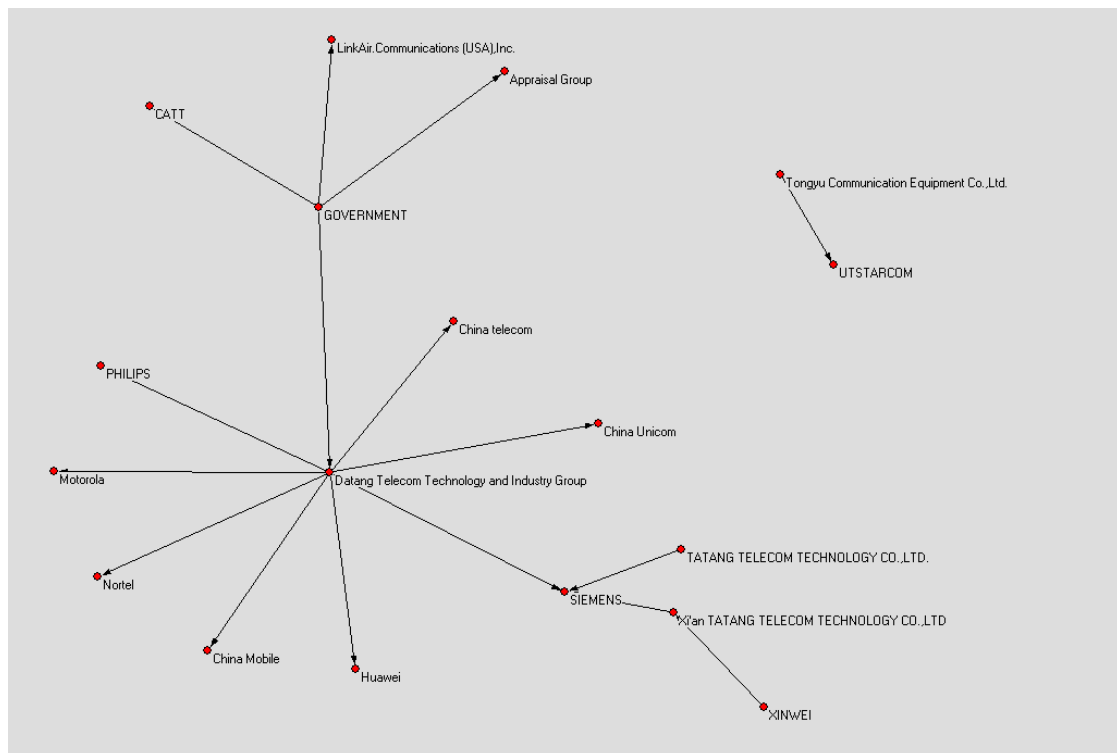 LinkAir.Communications (USA),Inc.
Appraisal Group
CATT
Tongyu Communication Equipment Co.,Ltd.
GOVERNMENT
UTSTARCOM
China telecom
PHILIPS
China Unicom
Motorola
Datang Telecom Technology and Industry Group
TATANG TELECOM TECHNOLOGY CO.,LTD.
Nortel
SIEMENS
Xi'an TATANG TELECOM TECHNOLOGY CO.,LTD
China Mobile
Huawei
XINWEI